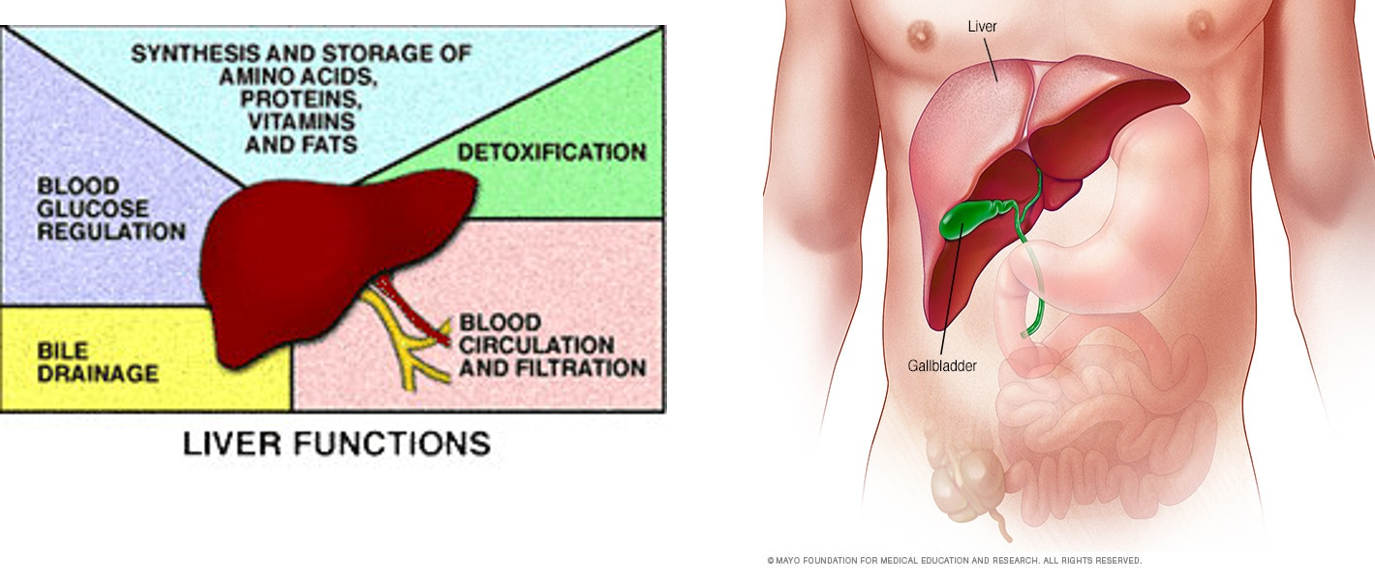 SYNTHESIS AND STORAGE OF
AMINO ACIDS,
PROTEINS,
VITAMINS
AND FATS
DETOXIFICATION
BLOOD
GLUCOSE
REGULATION
BLOOD
CIRCULATION
AND FILTRATION
BILE
DRAINAGE
LIVER FUNCTIONS
Liver
Gallbladder
© MAYO FOUNDATION FOR MEDICAL EDUCATION AND RESEARCH. ALL RIGHTS RESERVED.